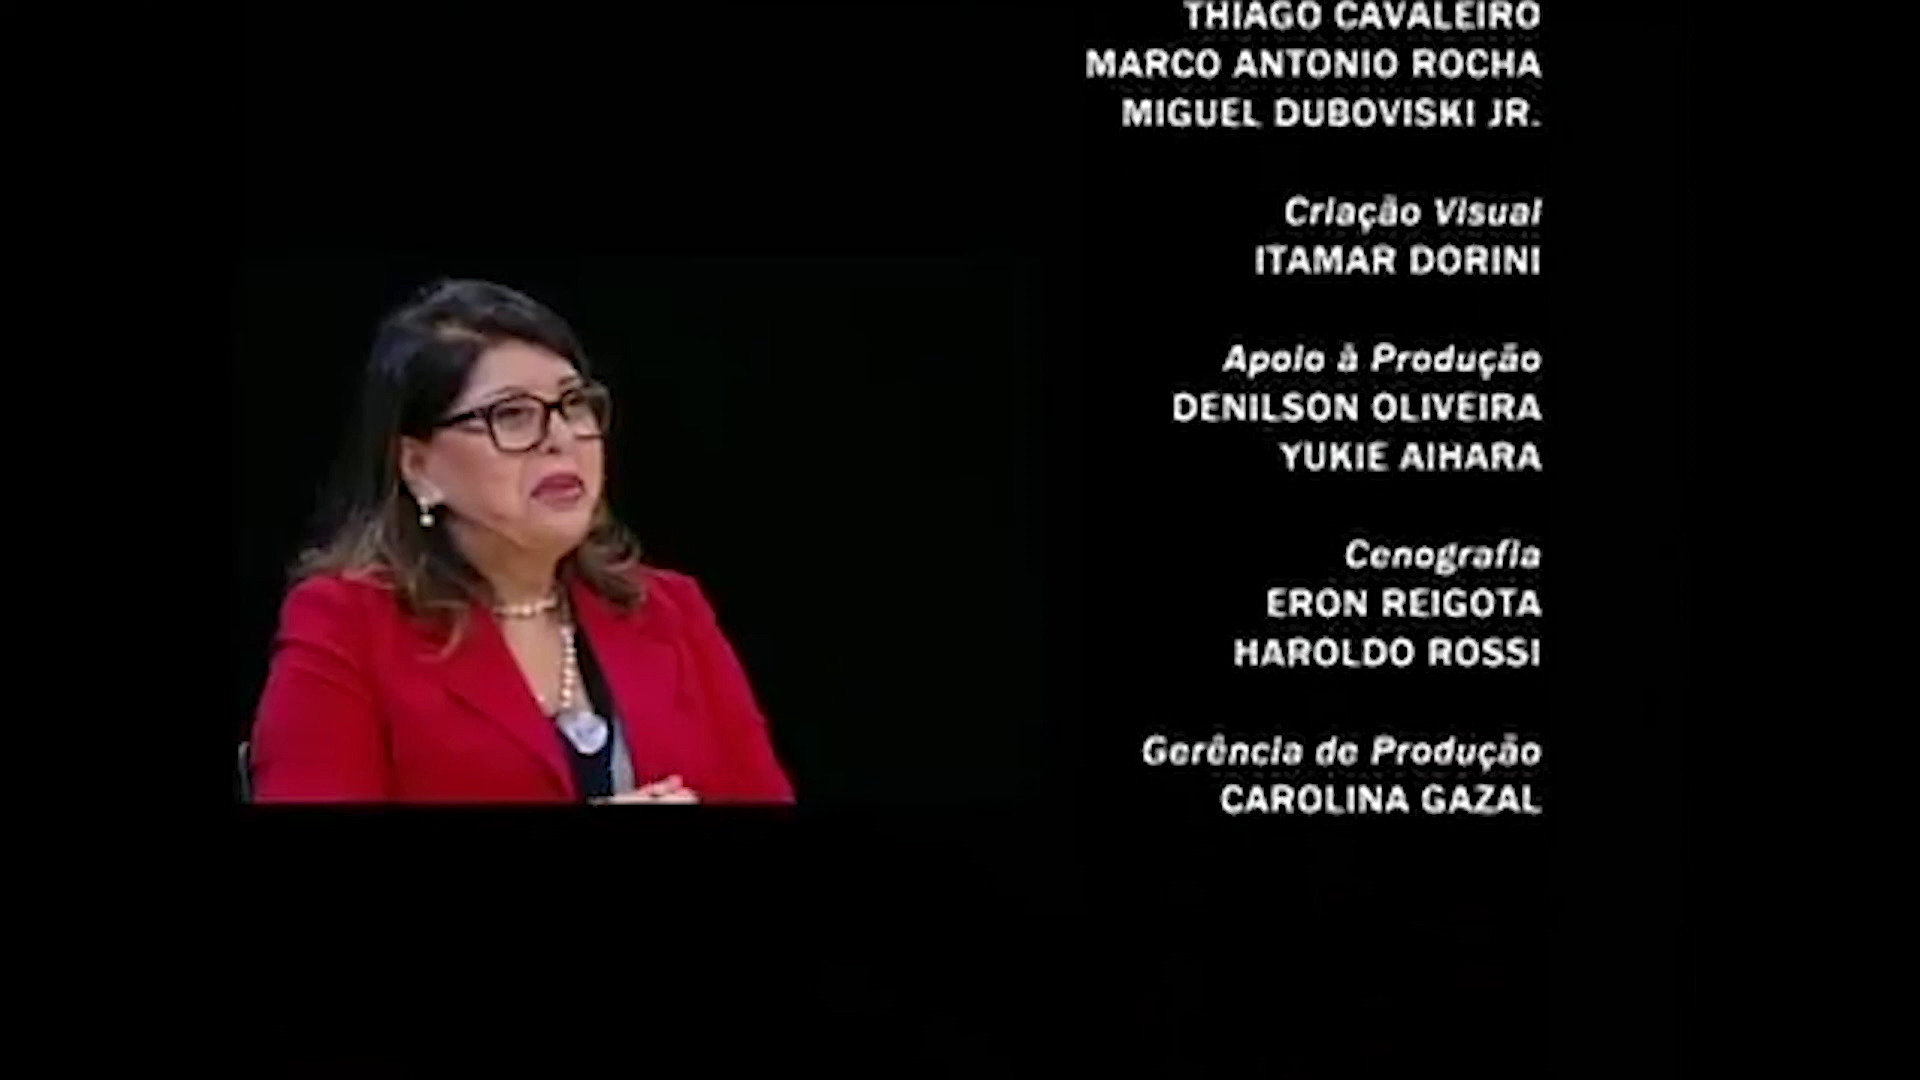 THIAGO CAVALEIRO
MARCO ANTONIO ROCHA
MIGUEL DUBOVISKI JR.
Criação Visual
ITAMAR DORINI
Apoio à Produção
DENILSON OLIVEIRA
YUKIE AIHARA
Cenografia
ERON REIGOTA
HAROLDO ROSSI
Gerência de Produção
CAROLINA GAZAL